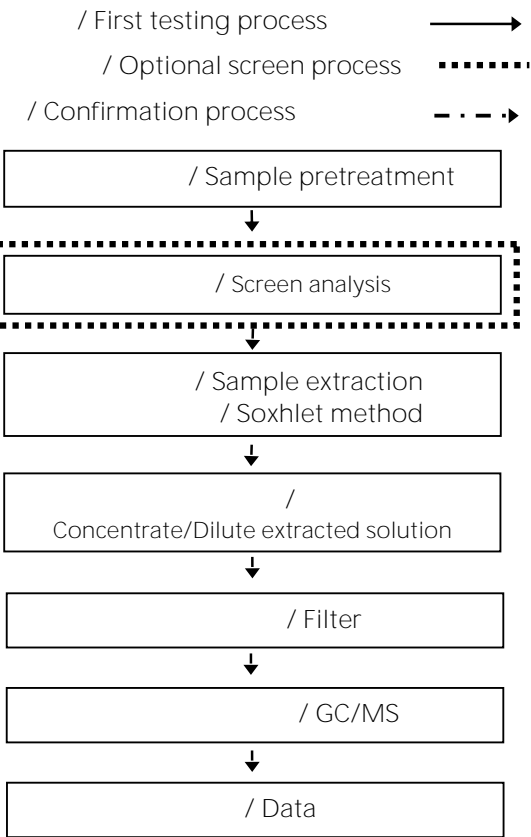 / First testing process
/ Optional screen process
/ Confirmation process
/ Sample pretreatment
/ Screen analysis
/ Sample extraction
/ Soxhlet method
/
Concentrate/Dilute extracted solution
/ Filter
/ GC/MS
/ Data